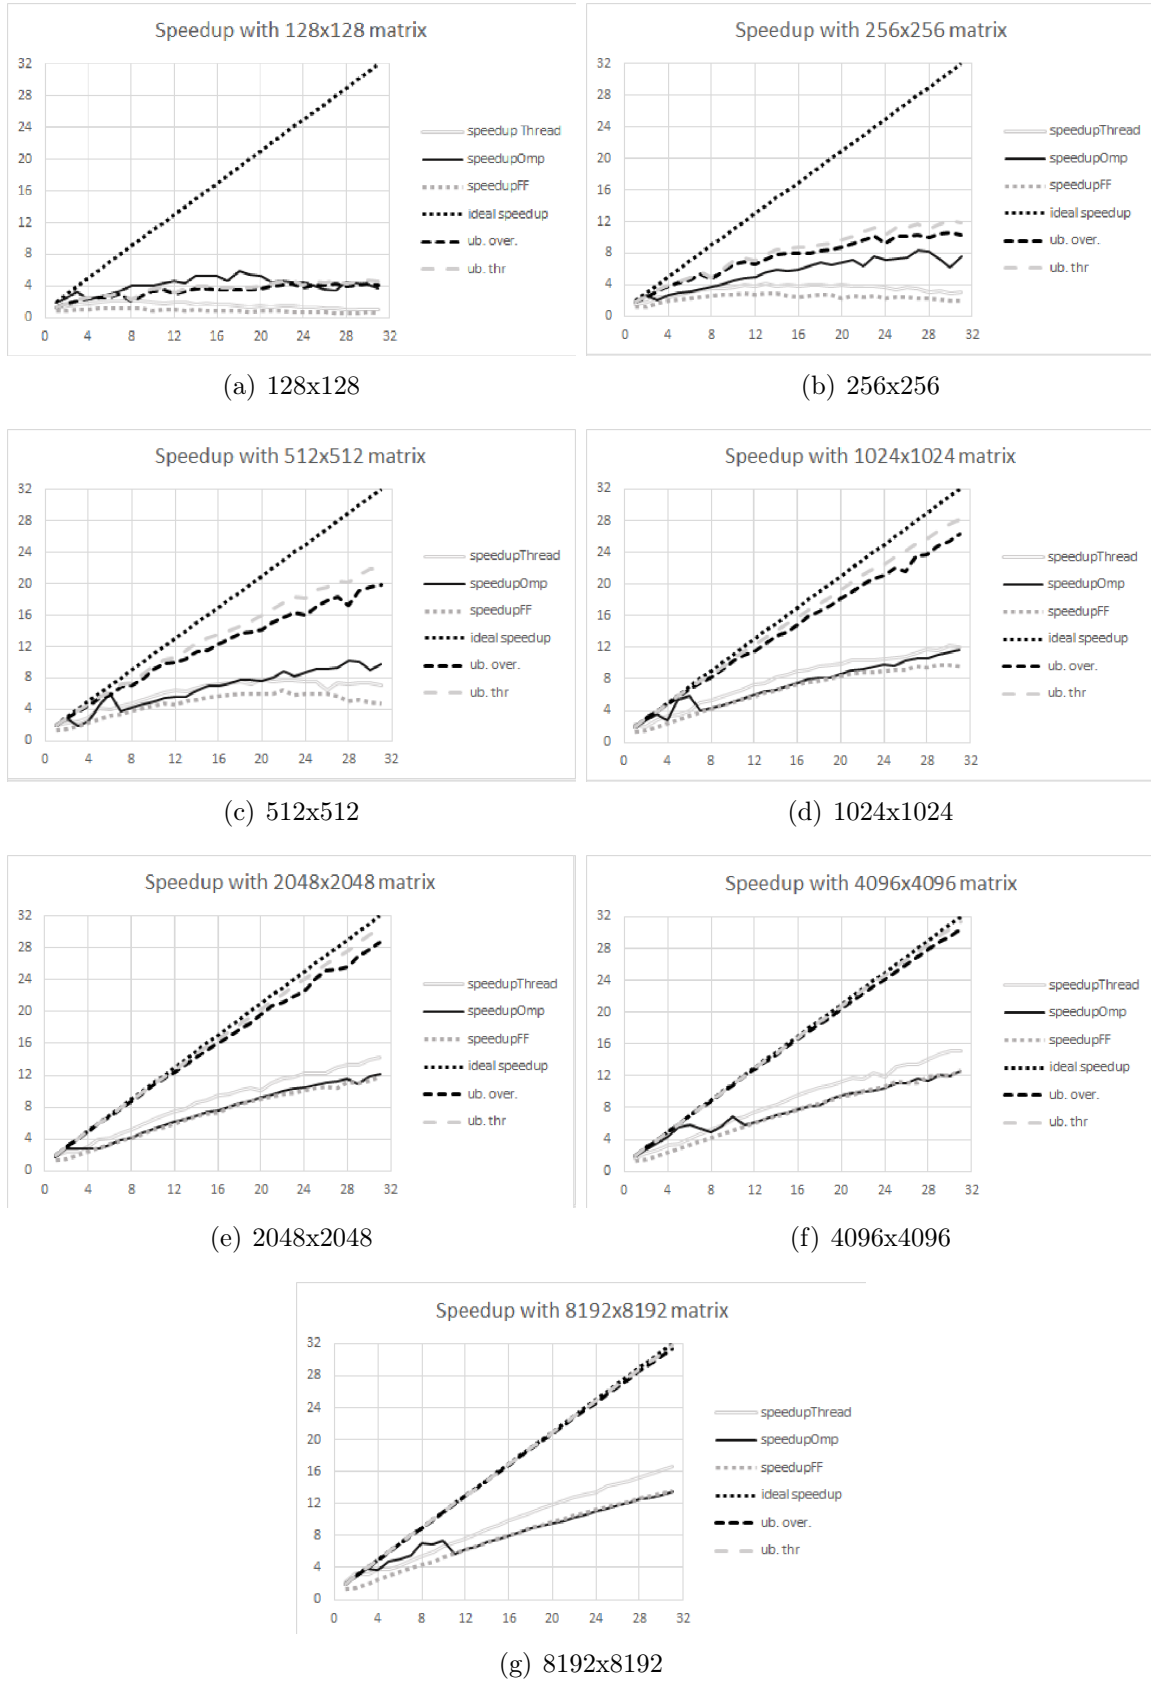 Speedup with 128x128 matrix
32
28
24
20
16
12
8
4
0
0 4 8 12 16 20 24 28 32
speedup Thread
speedupOmp
speedupFF
ideal speedup
ub. over.
ub. thr
(a) 128x128
Speedup with 256x256 matrix
32
28
24
20
16
12
8
4
0
0 4 8 12 16 20 24 28 32
speedupThread
speedupOmp
speedupFF
ideal speedup
ub. over.
ub. thr
(b) 256x256
Speedup with 512x512 matrix
32
28
24
20
16
12
8
4
0
0 4 8 12 16 20 24 28 32
speedupThread
speedupOmp
speedupFF
ideal speedup
ub. over.
ub. thr
(c) 512x512
Speedup with 1024x1024 matrix
32
28
24
20
16
12
8
4
0
0 4 8 12 16 20 24 28 32
speedupThread
speedupOmp
speedupFF
ideal speedup
ub. over.
ub. thr
(d) 1024x1024
Speedup with 2048x2048 matrix
32
28
24
20
16
12
8
4
0
0 4 8 12 16 20 24 28 32
speedupThread
speedupOmp
speedupFF
ideal speedup
ub. over.
ub. thr
(e) 2048x2048
Speedup with 4096x4096 matrix
32
28
24
20
16
12
8
4
0
0 4 8 12 16 20 24 28 32
speedupThread
speedupOmp
speedupFF
ideal speedup
ub. over.
ub. thr
(f) 4096x4096
Speedup with 8192x8192 matrix
32
28
24
20
16
12
8
4
0
0 4 8 12 16 20 24 28 32
speedupThread
speedupOmp
speedupFF
ideal speedup
ub. over.
ub. thr
(g) 8192x8192